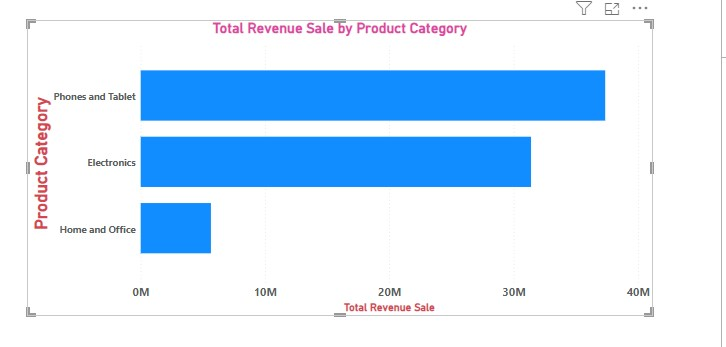 Total Revenue Sale by Product Category
Product Category
Phones and Tablet
Electronics
Home and Office
0M 10M 20M 30M 40M
Total Revenue Sale